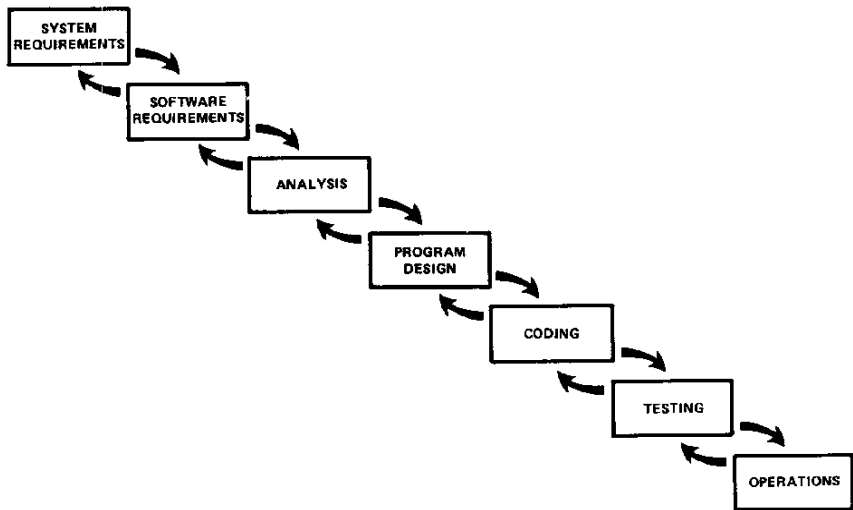 SYSTEM
REQUIREMENTS
SOFTWARE
REQUIREMENTS
ANALYSIS
PROGRAM
DESIGN
CODING
TESTING
OPERATIONS